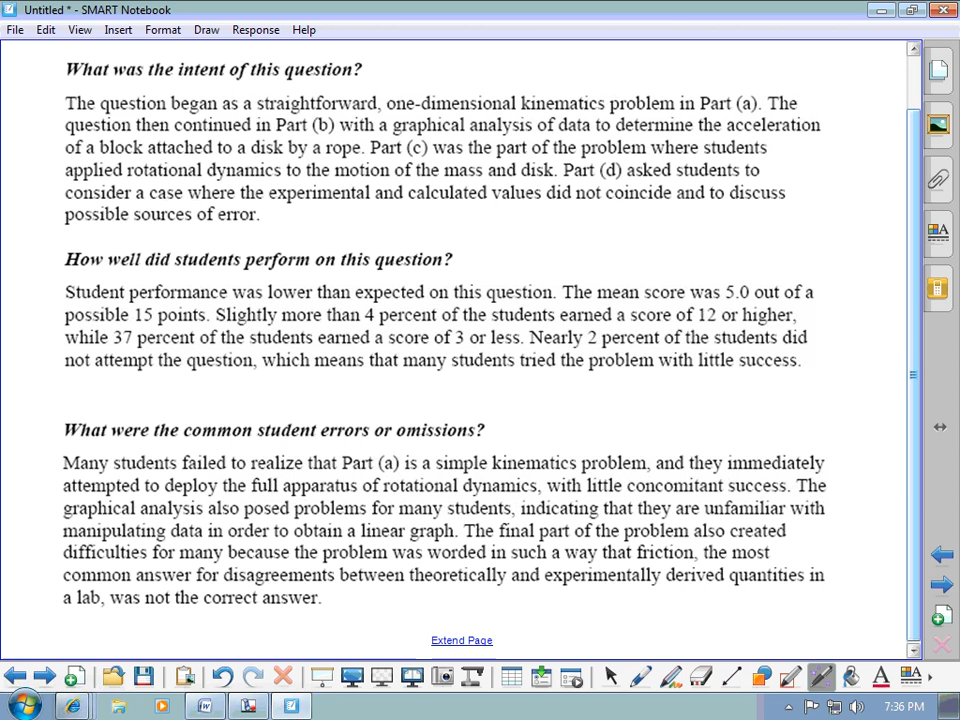 Untitled * - SMART Notebook
File Edit View Insert Format Draw Response Help
What was the intent of this question?
The question began as a straightforward, one-dimensional kinematics problem in Part (a). The
question then continued in Part (b) with a graphical analysis of data to determine the acceleration
of a block attached to a disk by a rope. Part (c) was the part of the problem where students
applied rotational dynamics to the motion of the mass and disk. Part (d) asked students to
consider a case where the experimental and calculated values did not coincide and to discuss
possible sources of error.
How well did students perform on this question?
Student performance was lower than expected on this question. The mean score was 5.0 out of a
possible 15 points. Slightly more than 4 percent of the students earned a score of 12 or higher,
while 37 percent of the students earned a score of 3 or less. Nearly 2 percent of the students did
not attempt the question, which means that many students tried the problem with little success.
What were the common student errors or omissions?
Many students failed to realize that Part (a) is a simple kinematics problem, and they immediately
attempted to deploy the full apparatus of rotational dynamics, with little concomitant success. The
graphical analysis also posed problems for many students, indicating that they are unfamiliar with
manipulating data in order to obtain a linear graph. The final part of the problem also created
difficulties for many because the problem was worded in such a way that friction, the most
common answer for disagreements between theoretically and experimentally derived quantities in
a lab, was not the correct answer.
Extend Page
7:36 PM